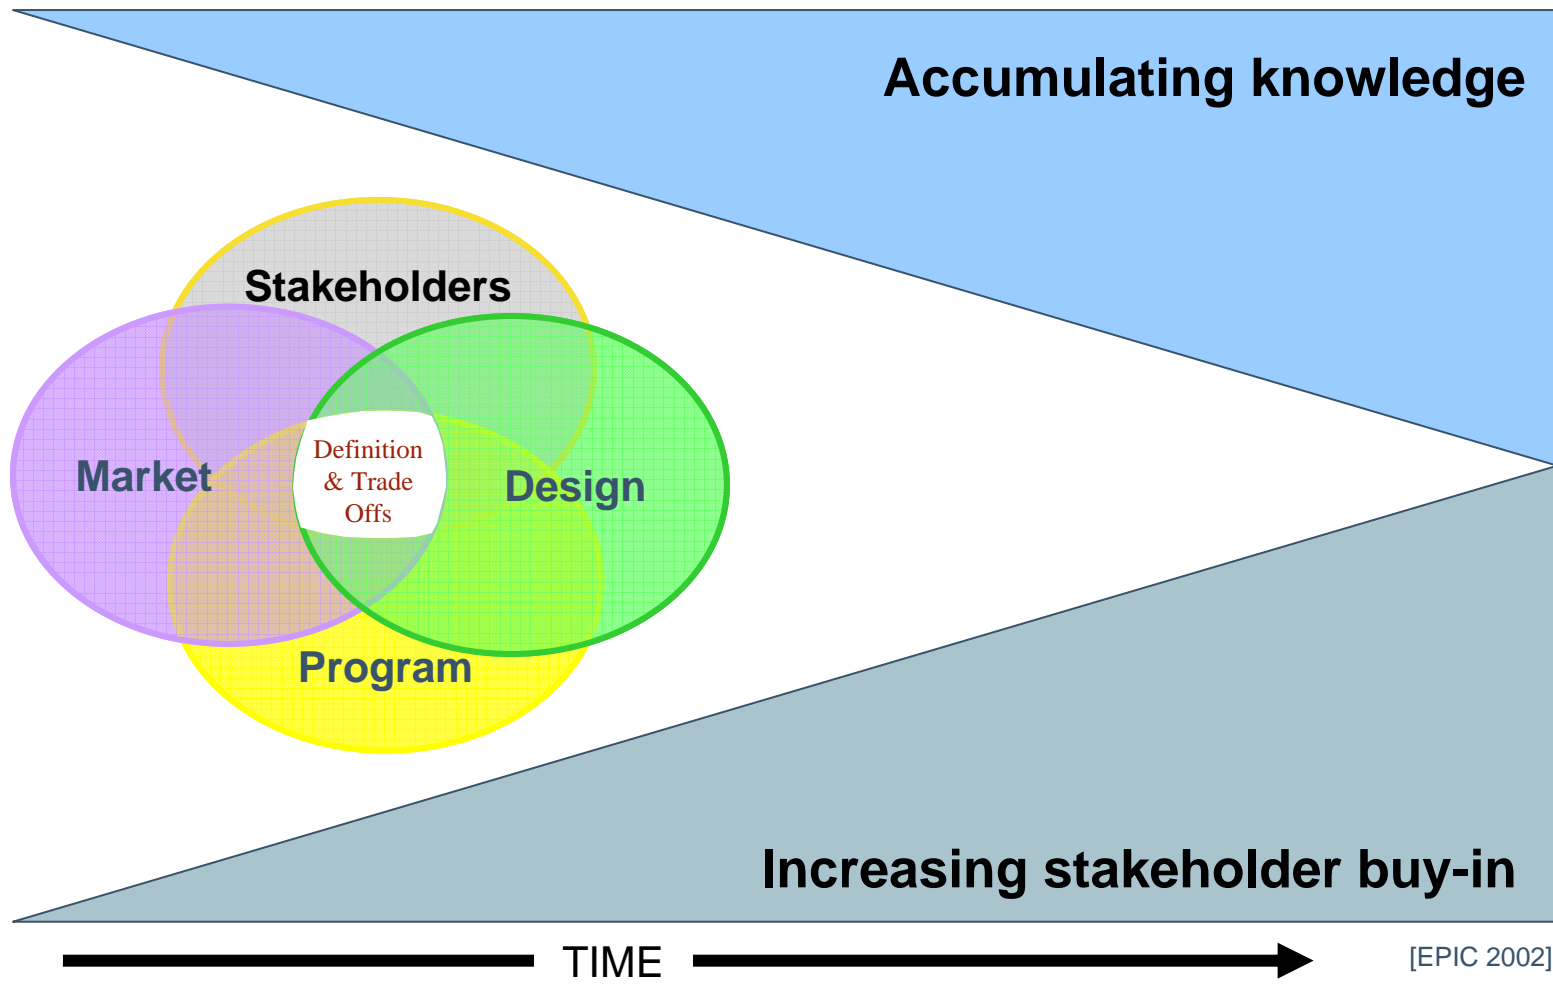 Accumulating knowledge
Stakeholders
Market
Definition
& Trade
Offs
Design
Program
Increasing stakeholder buy-in
TIME
[EPIC 2002]